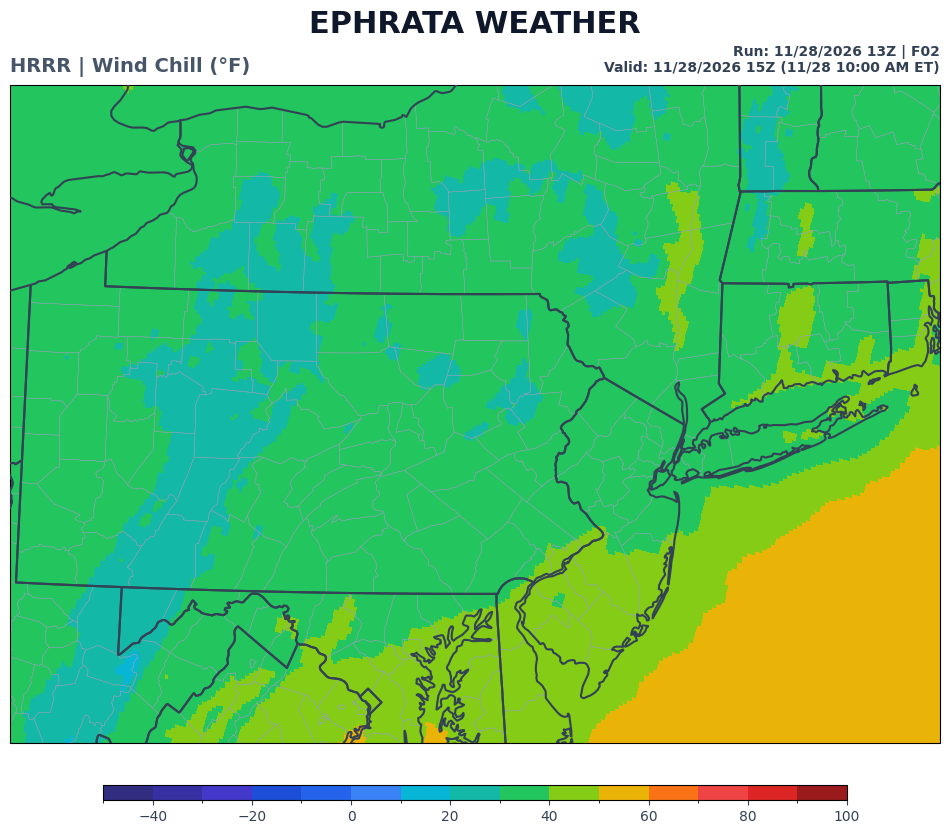 EPHRATA WEATHER
HRRR | Wind Chill (°F)
Run: 11/28/2026 13Z | F02
Valid: 11/28/2026 15Z (11/28 10:00 AM ET)
−40 −20 0 20 40 60 80 100